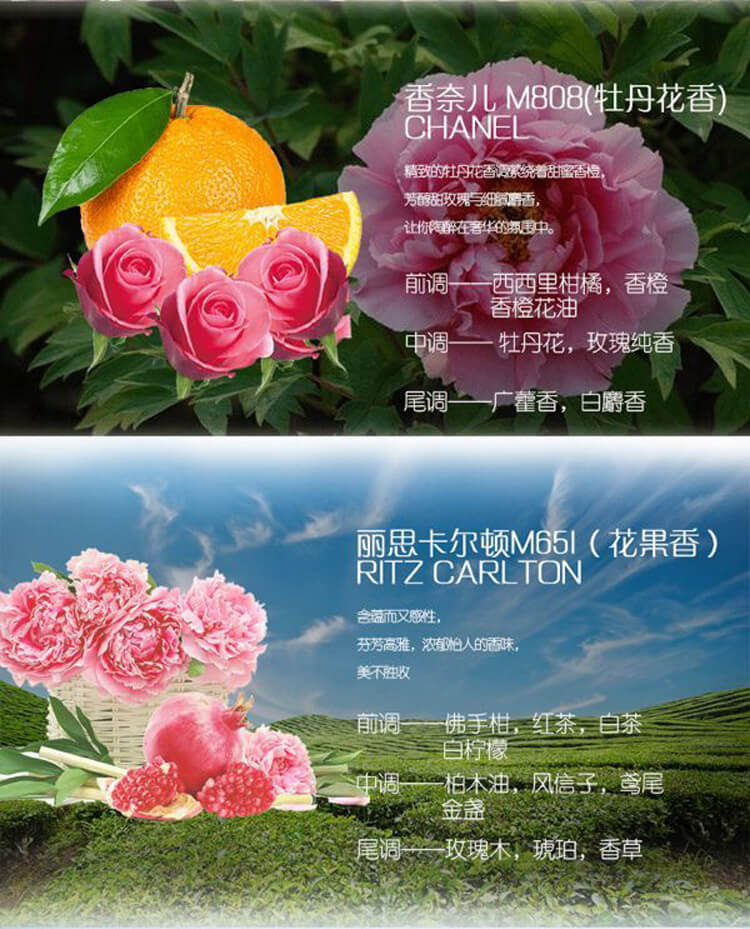 香奈儿 M808(牡丹花香)
CHANEL
精致的牡丹花香调萦绕着甜蜜香橙，
芳醇甜玫瑰与细腻麝香，
让你陶醉在奢华的氛围中。
前调——西西里柑橘，香橙
香橙花油
中调——牡丹花，玫瑰纯香
尾调——广藿香，白麝香
丽思卡尔顿M651（花果香）
RITZ CARLTON
含蕴而又感性，
芬芳高雅，浓郁怡人的香味，
美不胜收
前调——佛手柑，红茶，白茶
白柠檬
中调——柏木油，风信子，鸢尾
金盏
尾调——玫瑰木，琥珀，香草